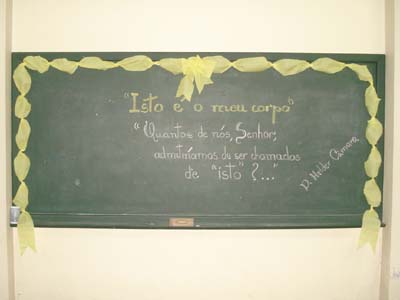 "Isto é o meu corpo"
"Quantos de nós, Senhor,
admitiríamos de ser chamados
de "isto"?..."
D. Helder Câmara